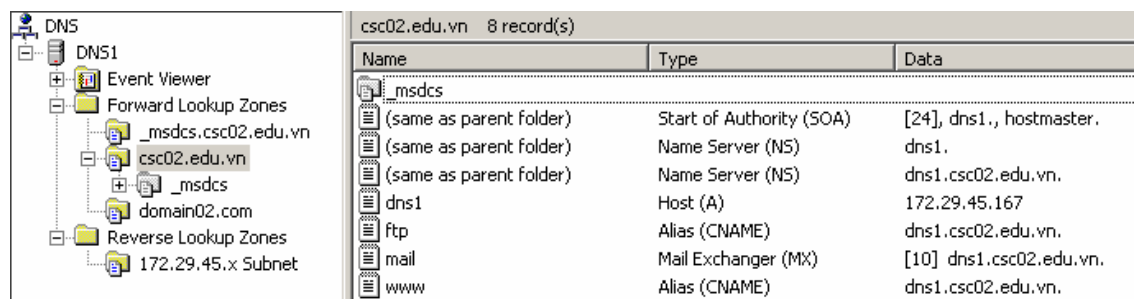 DNS
DNS1
Event Viewer
Forward Lookup Zones
_msdcs.csc02.edu.vn
csc02.edu.vn
_msdcs
domain02.com
Reverse Lookup Zones
172.29.45.x Subnet
csc02.edu.vn 8 record(s)
Name Type Data
_msdcs
(same as parent folder) Start of Authority (SOA) [24], dns1., hostmaster.
(same as parent folder) Name Server (NS) dns1.
(same as parent folder) Name Server (NS) dns1.csc02.edu.vn.
dns1 Host (A) 172.29.45.167
ftp Alias (CNAME) dns1.csc02.edu.vn.
mail Mail Exchanger (MX) [10] dns1.csc02.edu.vn.
www Alias (CNAME) dns1.csc02.edu.vn.